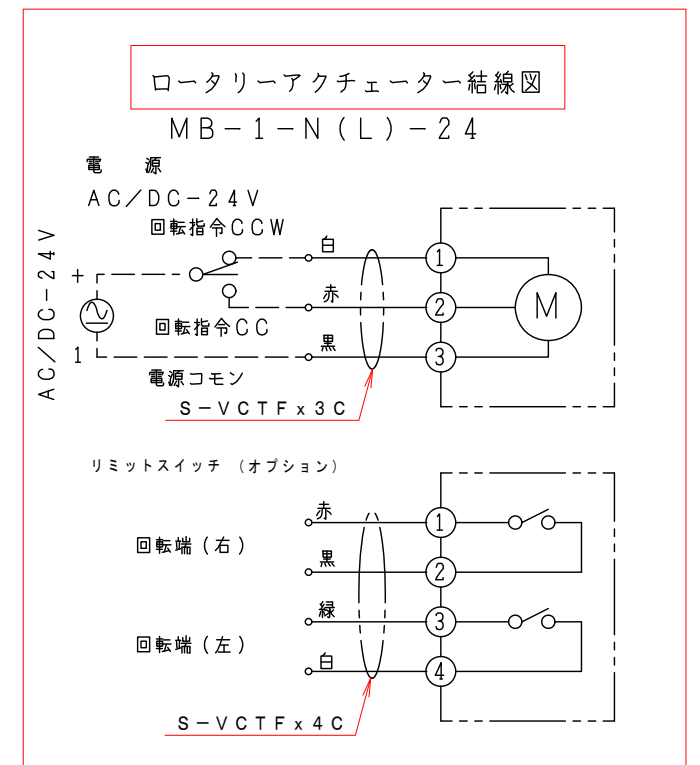 ロータリーアクチェーター結線図
MB-1-N(L)-24
電 源
AC/DC-24V
回転指令CCW
白
①
AC/DC-24V
+
赤
②
M
回転指令CC
黒
1
③
電源コモン
S-VCTFx3C
リミットスイッチ (オプション)
赤
①
回転端(右)
黒
②
緑
③
回転端(左)
白
④
S-VCTFx4C